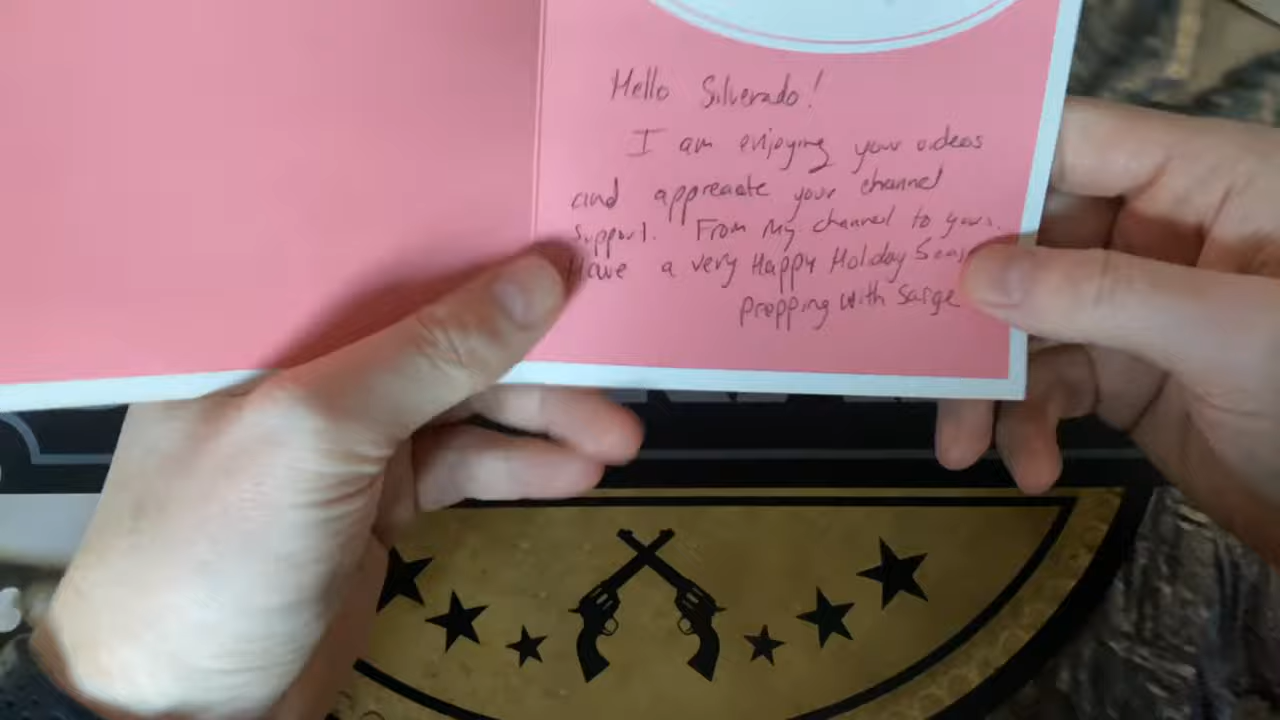 Hello Silverado!
I am enjoying your videos
and appreciate your channel
support. From my channel to yours.
Have a very Happy Holiday
Prepping with Sarge